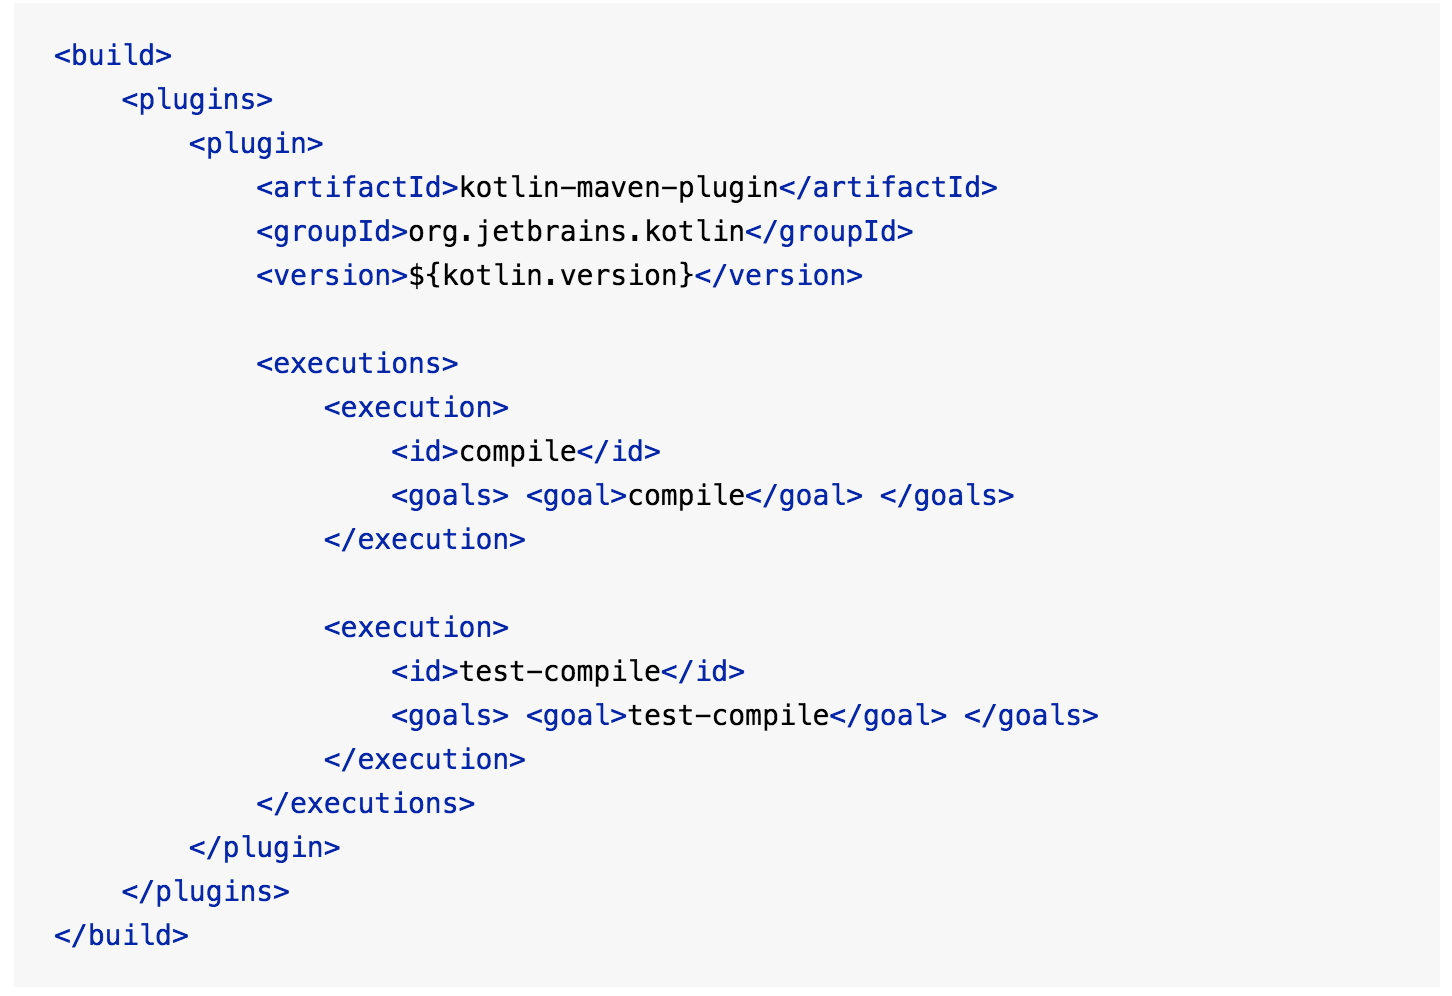 <build>
    <plugins>
        <plugin>
            <artifactId>kotlin-maven-plugin</artifactId>
            <groupId>org.jetbrains.kotlin</groupId>
            <version>${kotlin.version}</version>

            <executions>
                <execution>
                    <id>compile</id>
                    <goals> <goal>compile</goal> </goals>
                </execution>

                <execution>
                    <id>test-compile</id>
                    <goals> <goal>test-compile</goal> </goals>
                </execution>
            </executions>
        </plugin>
    </plugins>
</build>